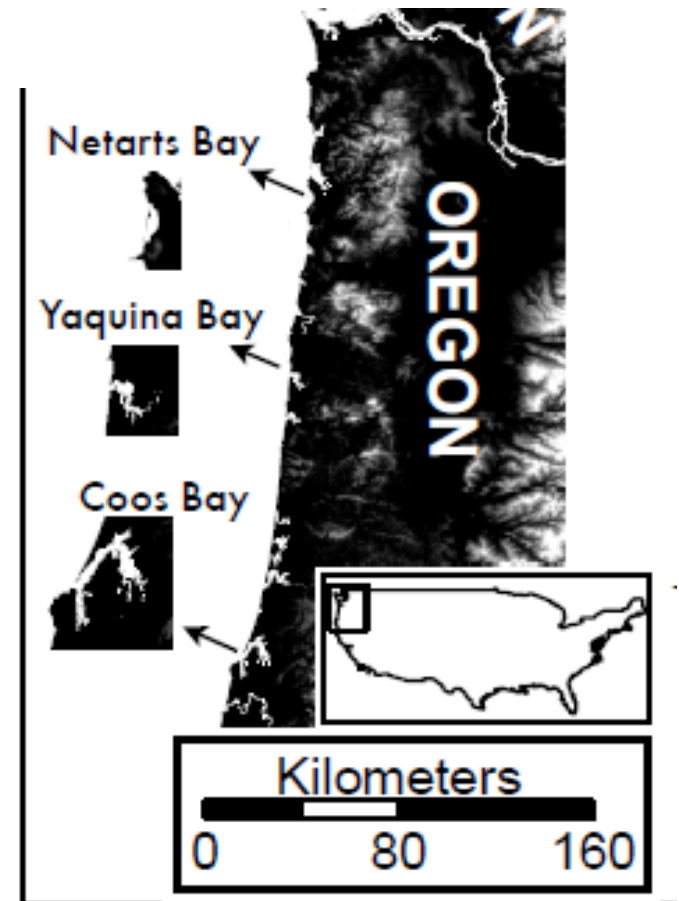 N
Netarts Bay
OREGON
Yaquina Bay
Coos Bay
Kilometers
0 80 160